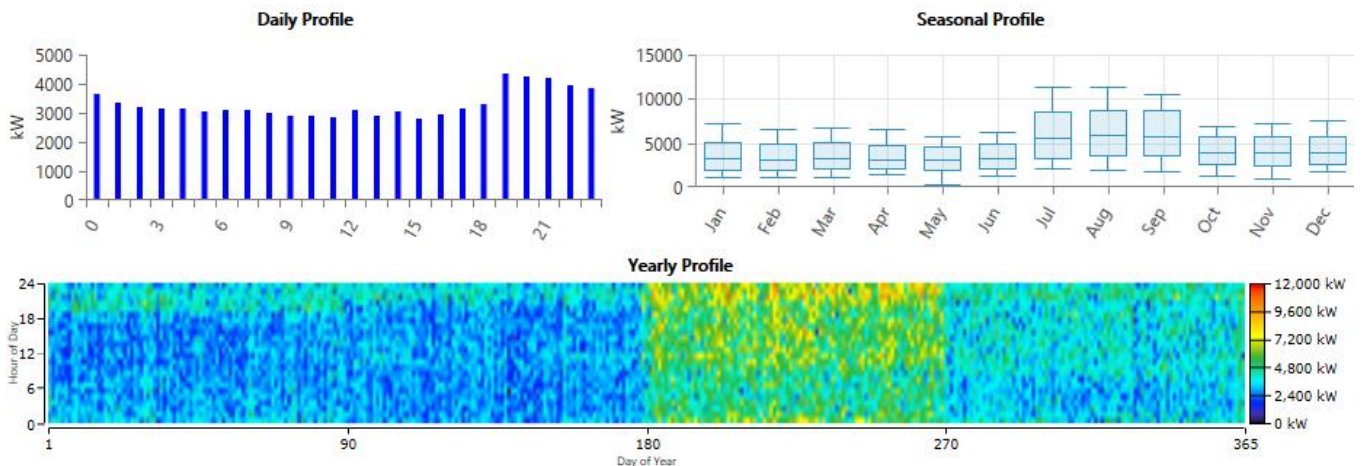 Daily Profile
5000
4000
3000
2000
1000
0
kW
0
3
6
9
12
15
18
21
Seasonal Profile
15000
10000
5000
0
kW
Jan
Feb
Mar
Apr
May
Jun
Jul
Aug
Sep
Oct
Nov
Dec
Yearly Profile
24
18
12
6
0
Hour of Day
1
90
180
270
365
Day of Year
12,000 kW
9,600 kW
7,200 kW
4,800 kW
2,400 kW
0 kW